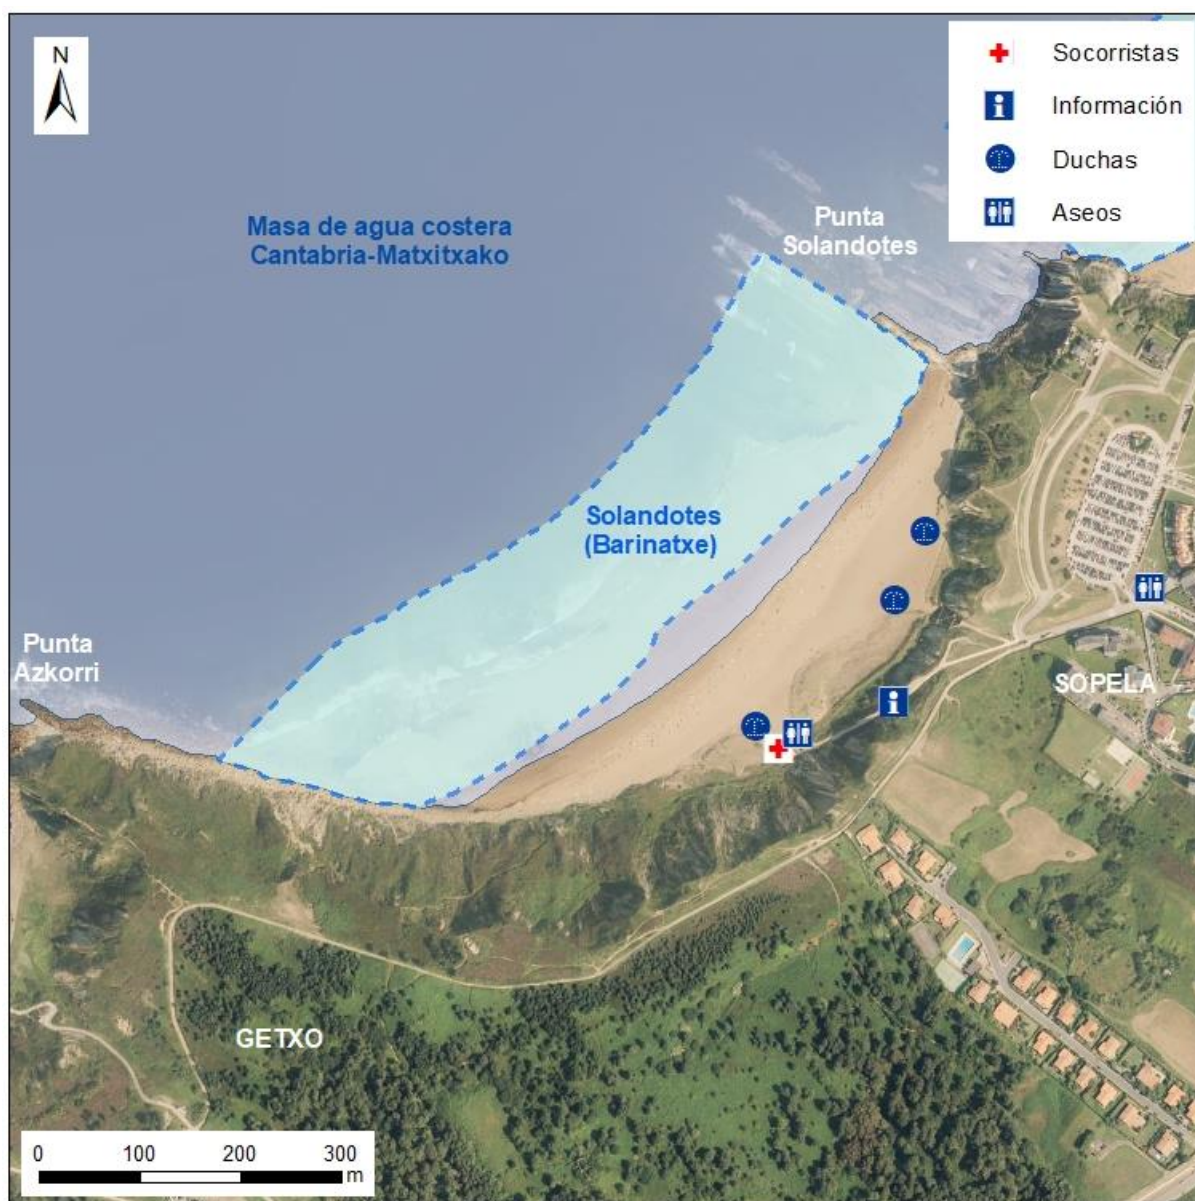 N
Socorristas
Información
Duchas
Aseos
Masa de agua costera
Cantabria-Matxitxako
Punta
Solandotes
Solandotes
(Barinatxe)
Punta
Azkorri
SOPELA
GETXO
0 100 200 300
m